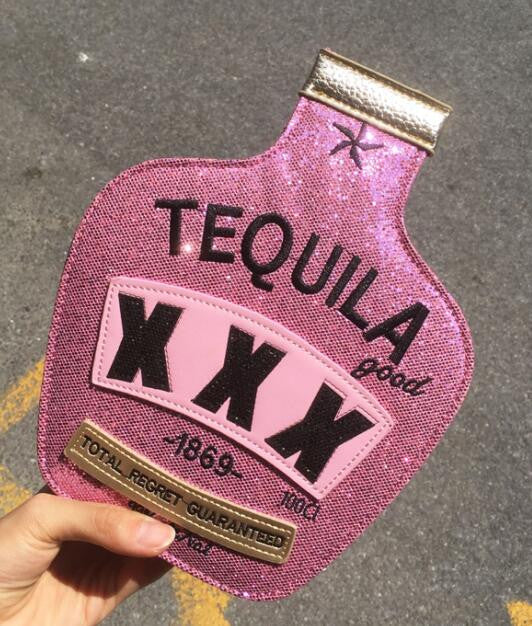 TEQUILA
good
XXX
-1869-
100Cl
TOTAL REGRET GUARANTEED